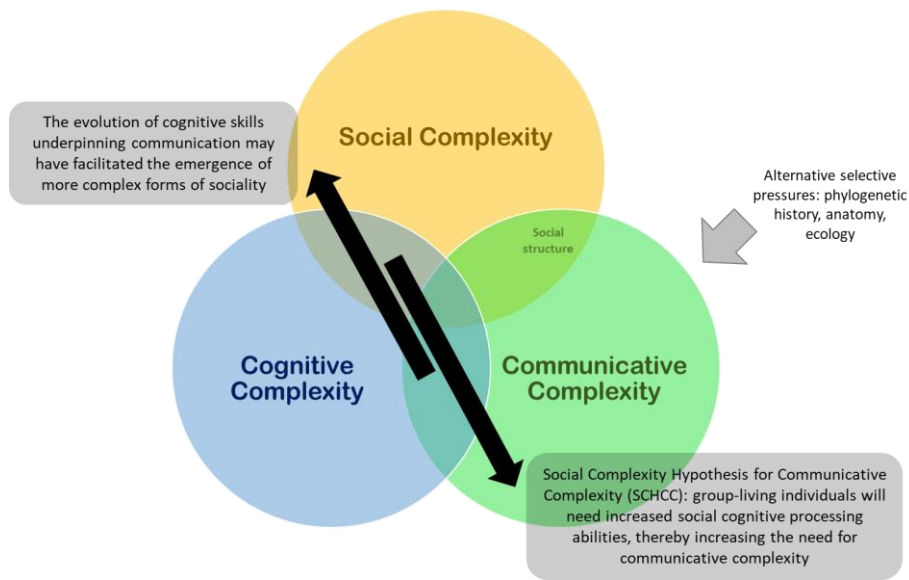 Social Complexity
The evolution of cognitive skills
underpinning communication may
have facilitated the emergence of
more complex forms of sociality
Alternative selective
pressures: phylogenetic
history, anatomy,
ecology
Social
structure
Cognitive
Complexity
Communicative
Complexity
Social Complexity Hypothesis for Communicative
Complexity (SCHCC): group-living individuals will
need increased social cognitive processing
abilities, thereby increasing the need for
communicative complexity